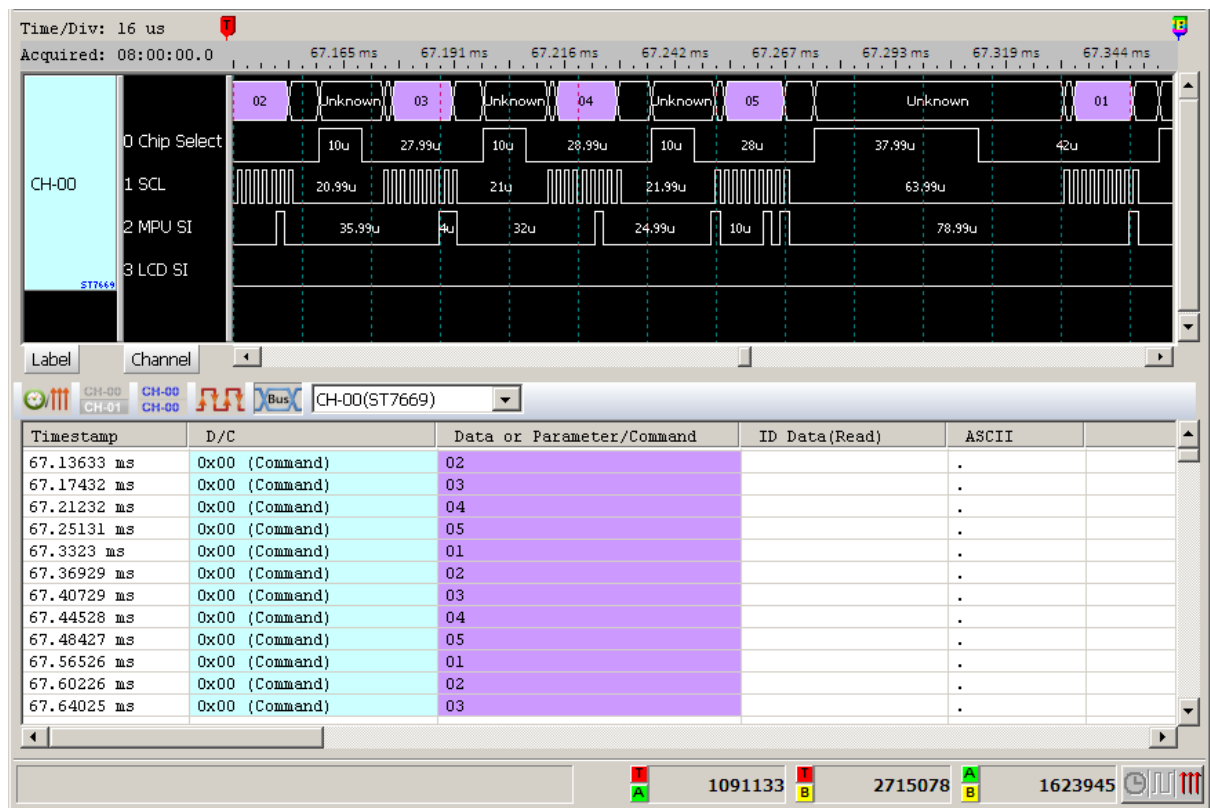 Time/Div: 16 us T B
Acquired: 08:00:00.0 67.165 ms 67.191 ms 67.216 ms 67.242 ms 67.267 ms 67.293 ms 67.319 ms 67.344 ms
02 Unknown 03 Unknown 04 Unknown 05 Unknown 01
0 Chip Select 10u 27.99u 10u 28.99u 10u 28u 37.99u 42u
CH-00 1 SCL 20.99u 21u 21.99u 63.99u
2 MPU SI 35.99u 4u 32u 24.99u 10u 78.99u
3 LCD SI
ST7669
Label Channel
CH-00 CH-00
CH-01 CH-00 Bus CH-00(ST7669)
Timestamp D/C Data or Parameter/Command ID Data(Read) ASCII
67.13633 ms 0x00 (Command) 02 .
67.17432 ms 0x00 (Command) 03 .
67.21232 ms 0x00 (Command) 04 .
67.25131 ms 0x00 (Command) 05 .
67.3323 ms 0x00 (Command) 01 .
67.36929 ms 0x00 (Command) 02 .
67.40729 ms 0x00 (Command) 03 .
67.44528 ms 0x00 (Command) 04 .
67.48427 ms 0x00 (Command) 05 .
67.56526 ms 0x00 (Command) 01 .
67.60226 ms 0x00 (Command) 02 .
67.64025 ms 0x00 (Command) 03 .
T A 1091133 T B 2715078 A B 1623945